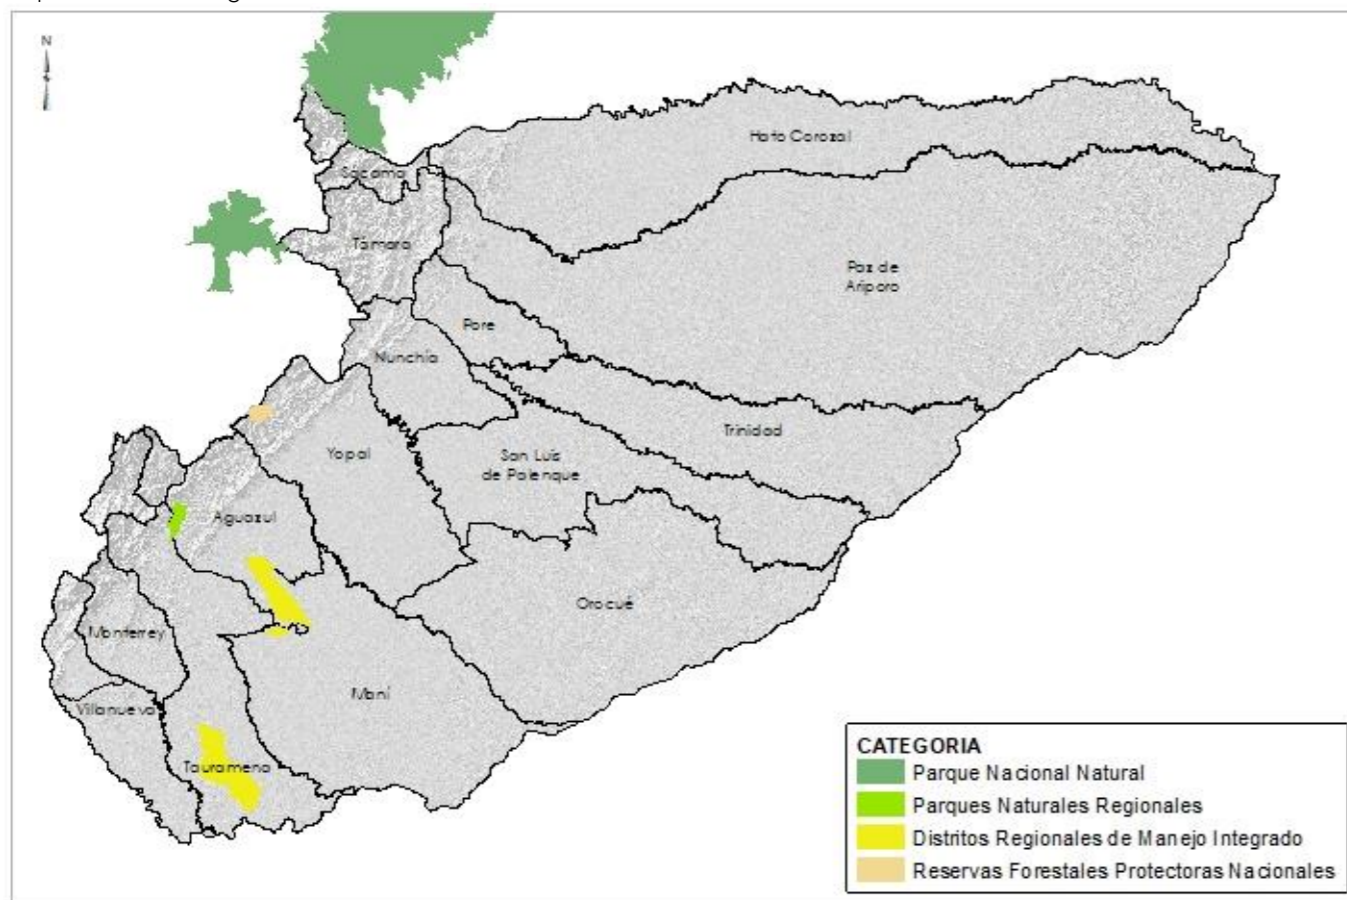 N
Hato Corozal
Sácama
Támara
Paz de
Ariporo
Pore
Nunchía
Trinidad
Yopal
San Luis
de Palenque
Aguazul
Orocué
Monterrey
Maní
Villanueva
Tauramena
CATEGORIA
Parque Nacional Natural
Parques Naturales Regionales
Distritos Regionales de Manejo Integrado
Reservas Forestales Protectoras Nacionales